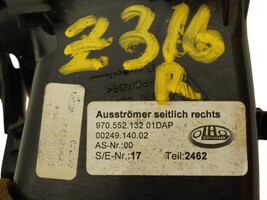 2316
R
Ausströmer seitlich rechts
970.552.132 01DAP
00249.140.02
AS-Nr.:00
S/E-Nr.:17 Teil:2462